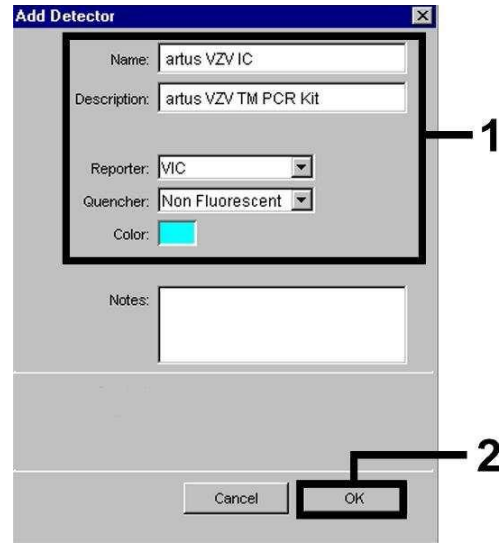 Add Detector
Name: artus VZV IC
Description: artus VZV TM PCR Kit
1
Reporter: VIC
Quencher: Non Fluorescent
Color:
Notes:
2
Cancel OK